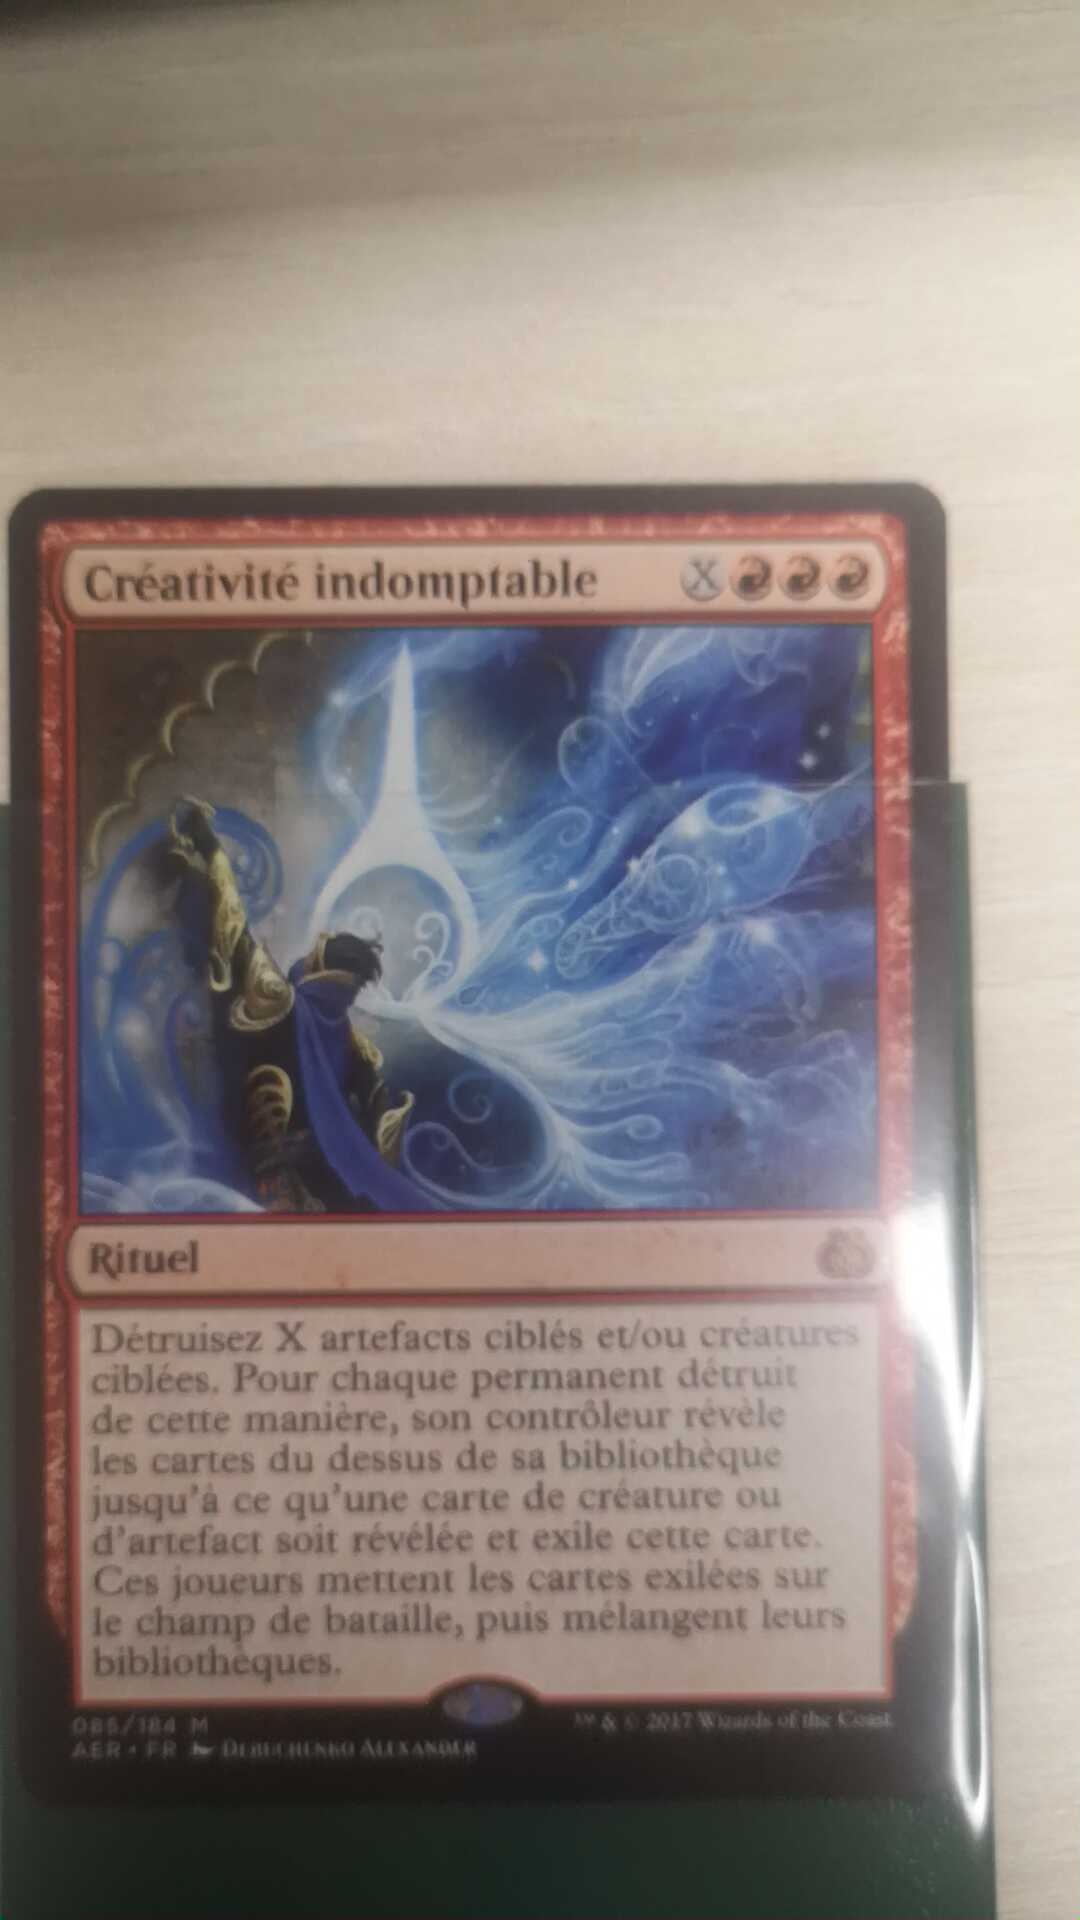 Créativité indomptable X
Rituel
Détruisez X artefacts ciblés et/ou créatures
ciblées. Pour chaque permanent détruit
de cette manière, son contrôleur révèle
les cartes du dessus de sa bibliothèque
jusqu'à ce qu'une carte de créature ou
d'artefact soit révélée et exile cette carte.
Ces joueurs mettent les cartes exilées sur
le champ de bataille, puis mélangent leurs
bibliothèques.
085/184 M
™ & © 2017 Wizards of the Coast
AER • FR Debuchenko Alexander